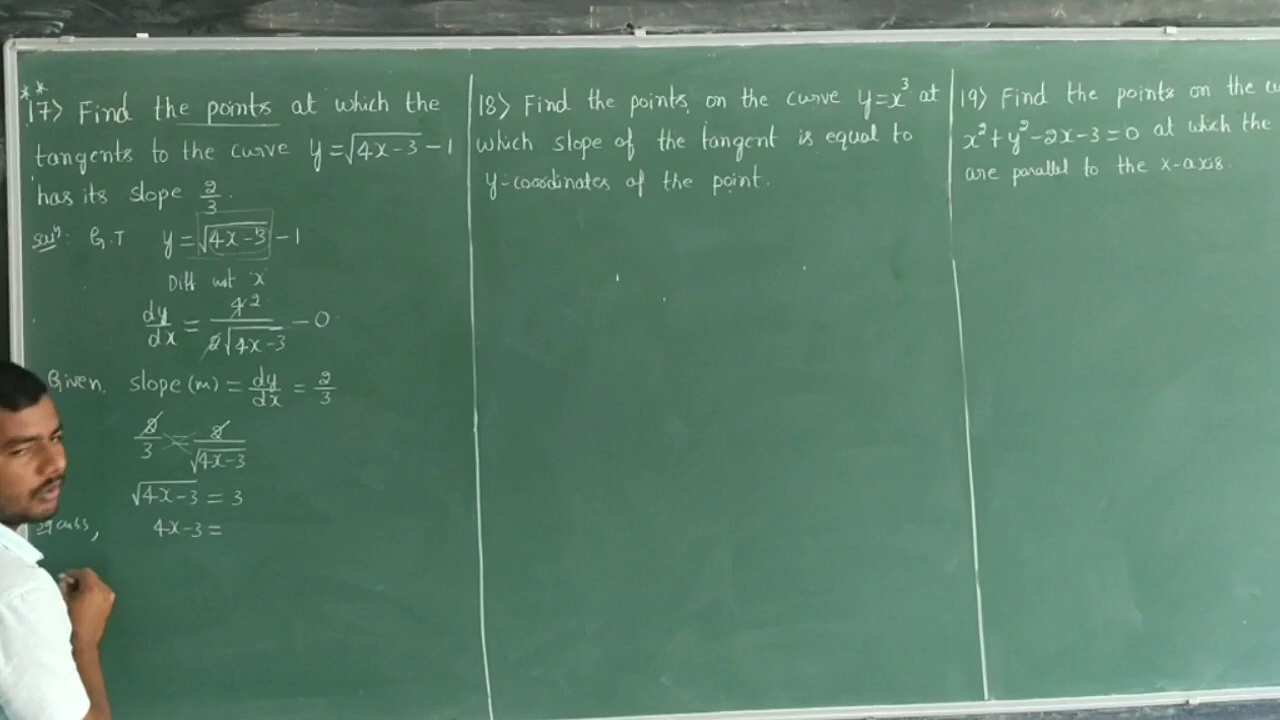 **
17) Find the points at which the
tangents to the curve y = √(4x-3) - 1
has its slope 2/3.
Sol": G.T y = √(4x-3) - 1
Diff wrt 'x'
dy/dx = 4 2 / 2√(4x-3) - 0
Given, slope (m) = dy/dx = 2/3
2/3 = 2/√(4x-3)
√(4x-3) = 3
4x-3 =
18) Find the points, on the curve y=x³ at
which slope of the tangent is equal to
y-coordinates of the point.
19) Find the points on the
x²+y²-2x-3=0 at which the
are parallel to the x-axis.